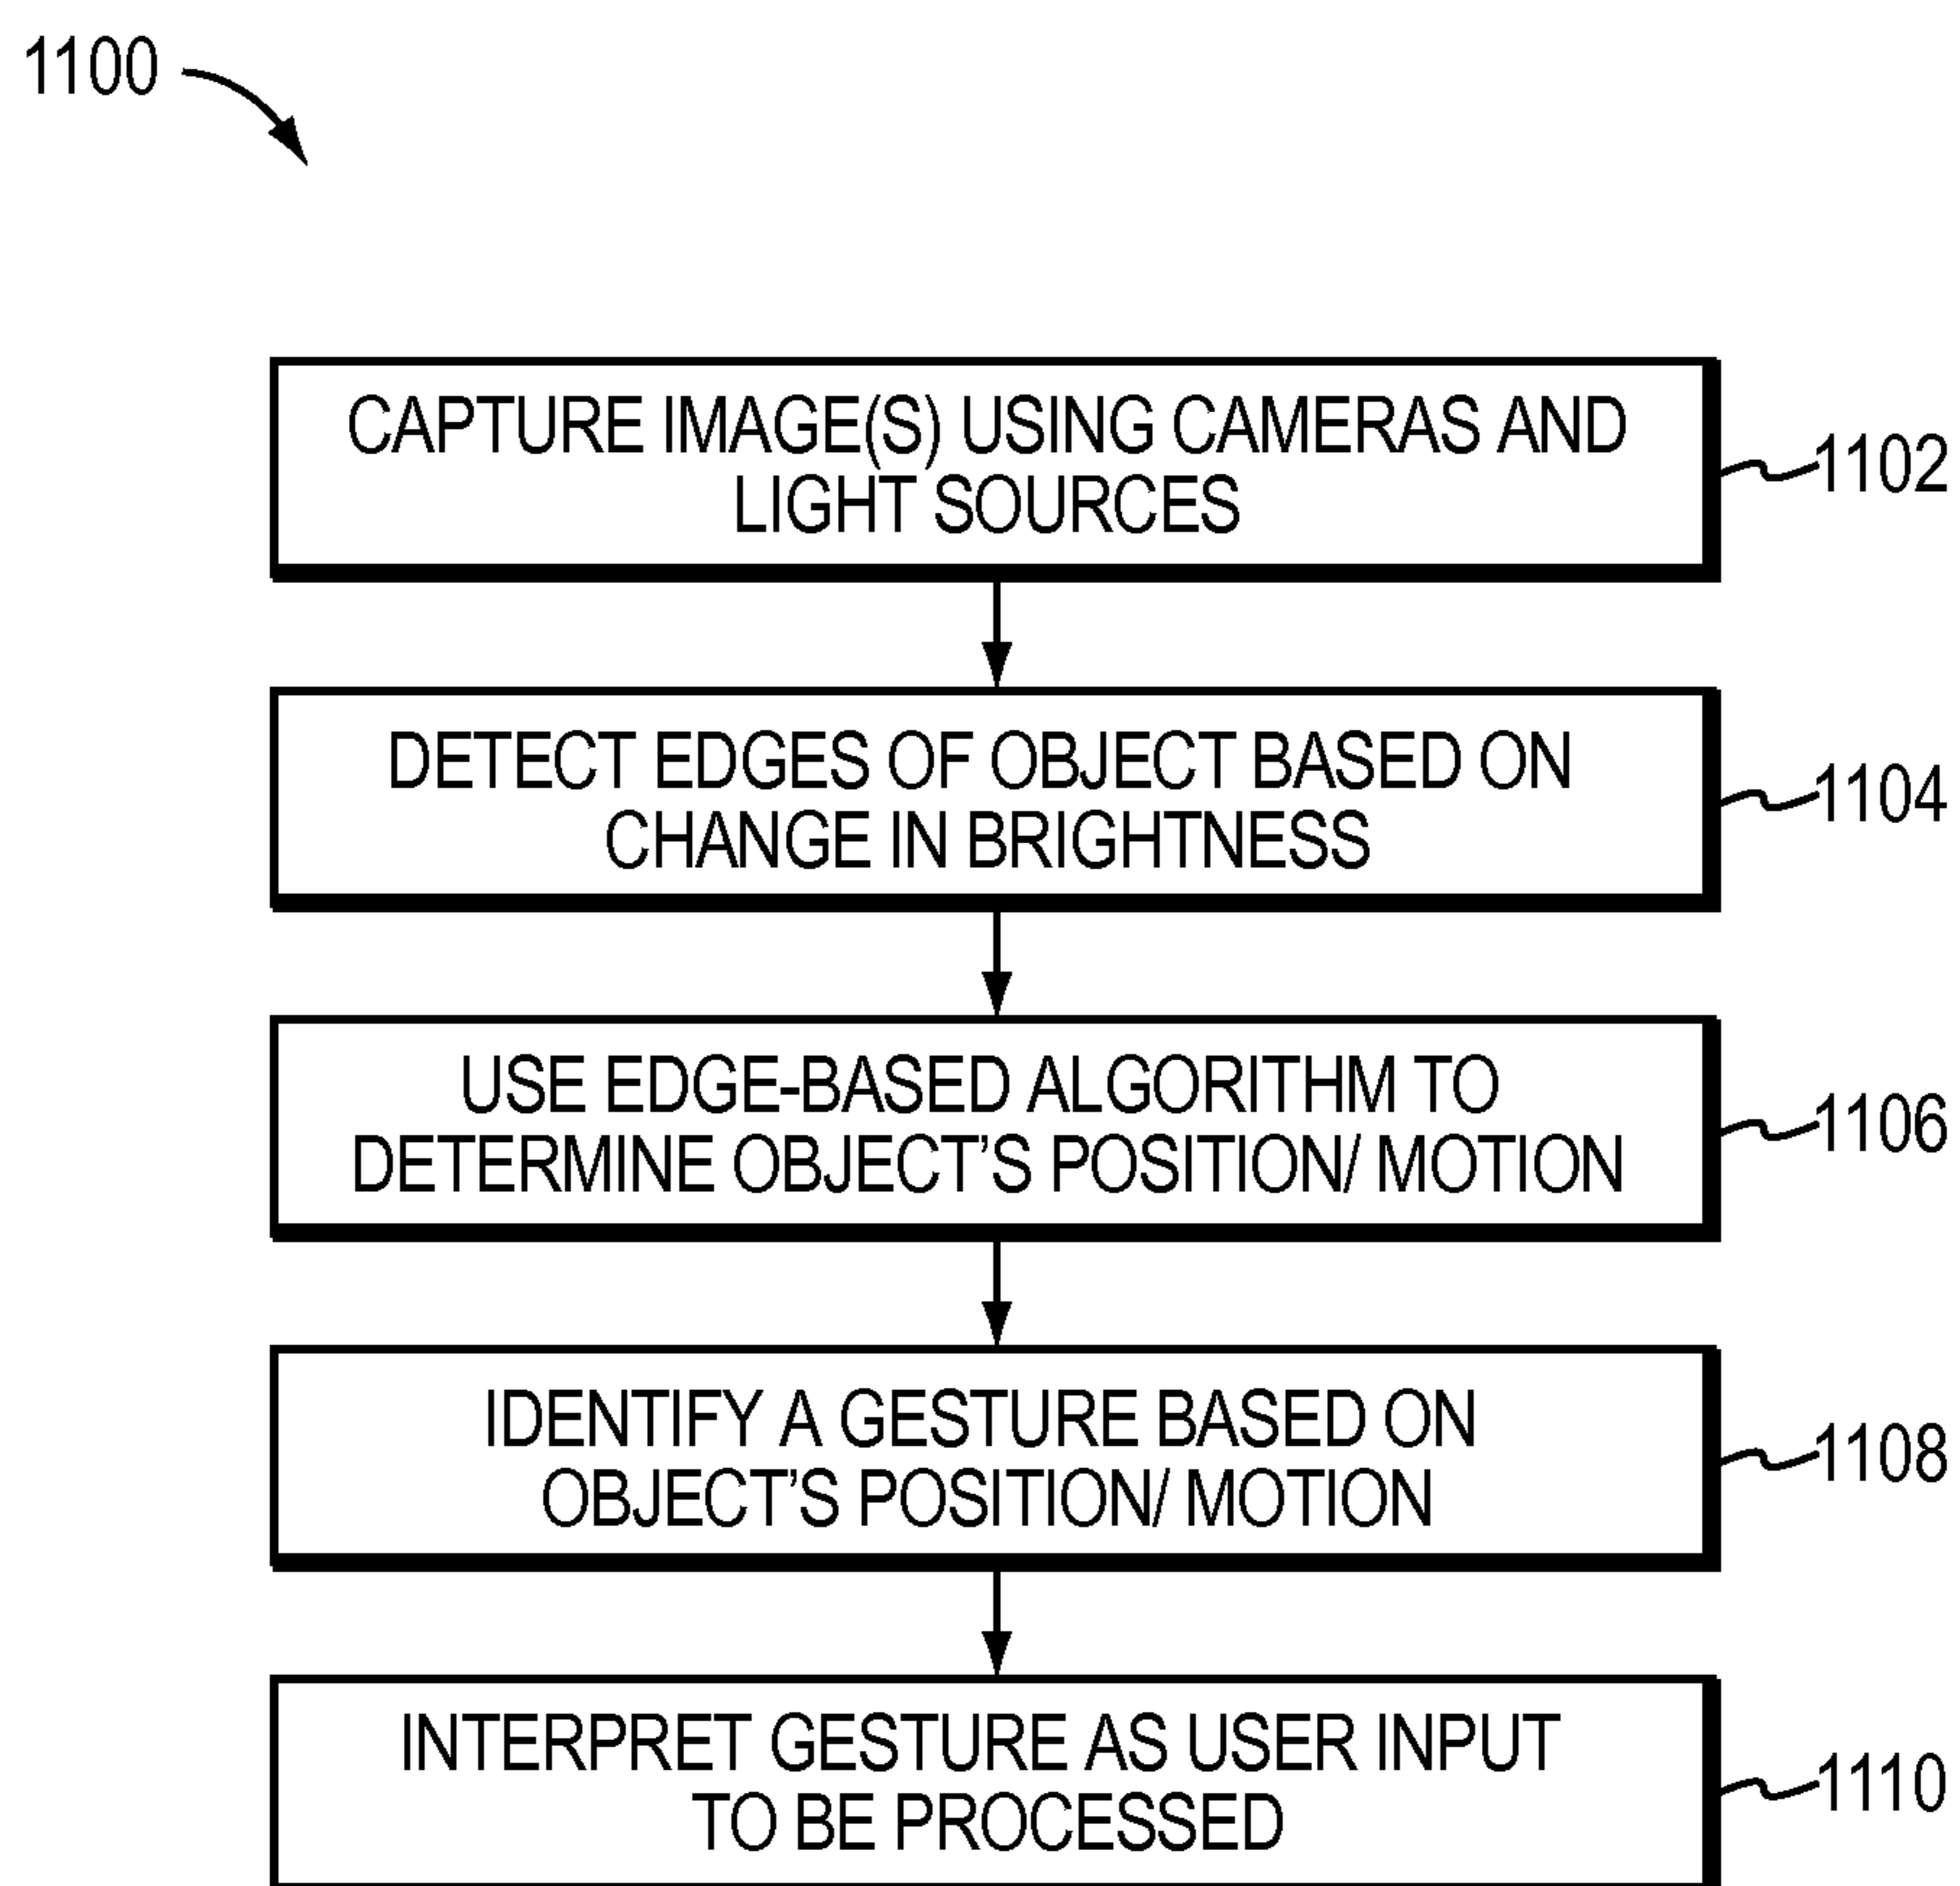 1100
CAPTURE IMAGE(S) USING CAMERAS AND
LIGHT SOURCES
1102
DETECT EDGES OF OBJECT BASED ON
CHANGE IN BRIGHTNESS
1104
USE EDGE-BASED ALGORITHM TO
DETERMINE OBJECT’S POSITION/ MOTION
1106
IDENTIFY A GESTURE BASED ON
OBJECT’S POSITION/ MOTION
1108
INTERPRET GESTURE AS USER INPUT
TO BE PROCESSED
1110